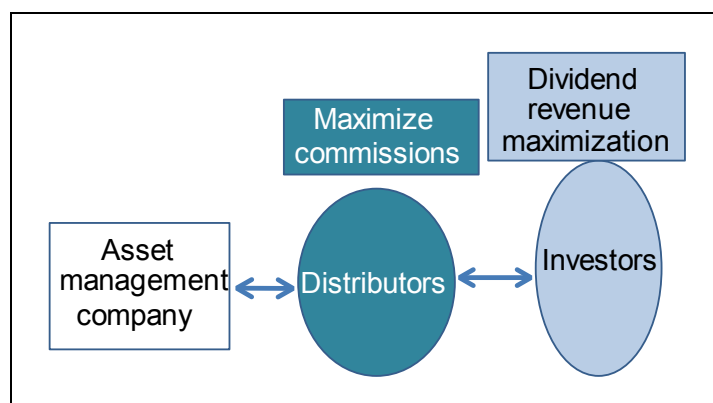 Dividend
revenue
maximization
Maximize
commissions
Asset
management
company
Distributors
Investors